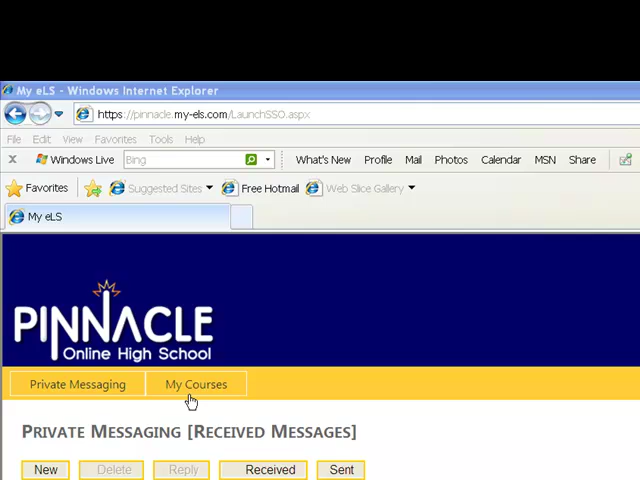 My eLS - Windows Internet Explorer
https://pinnacle.my-els.com/LaunchSSO.aspx
File Edit View Favorites Tools Help
X Windows Live Bing What's New Profile Mail Photos Calendar MSN Share
Favorites Suggested Sites Free Hotmail Web Slice Gallery
My eLS
PINNACLE
Online High School
Private Messaging My Courses
PRIVATE MESSAGING [RECEIVED MESSAGES]
New Delete Reply Received Sent